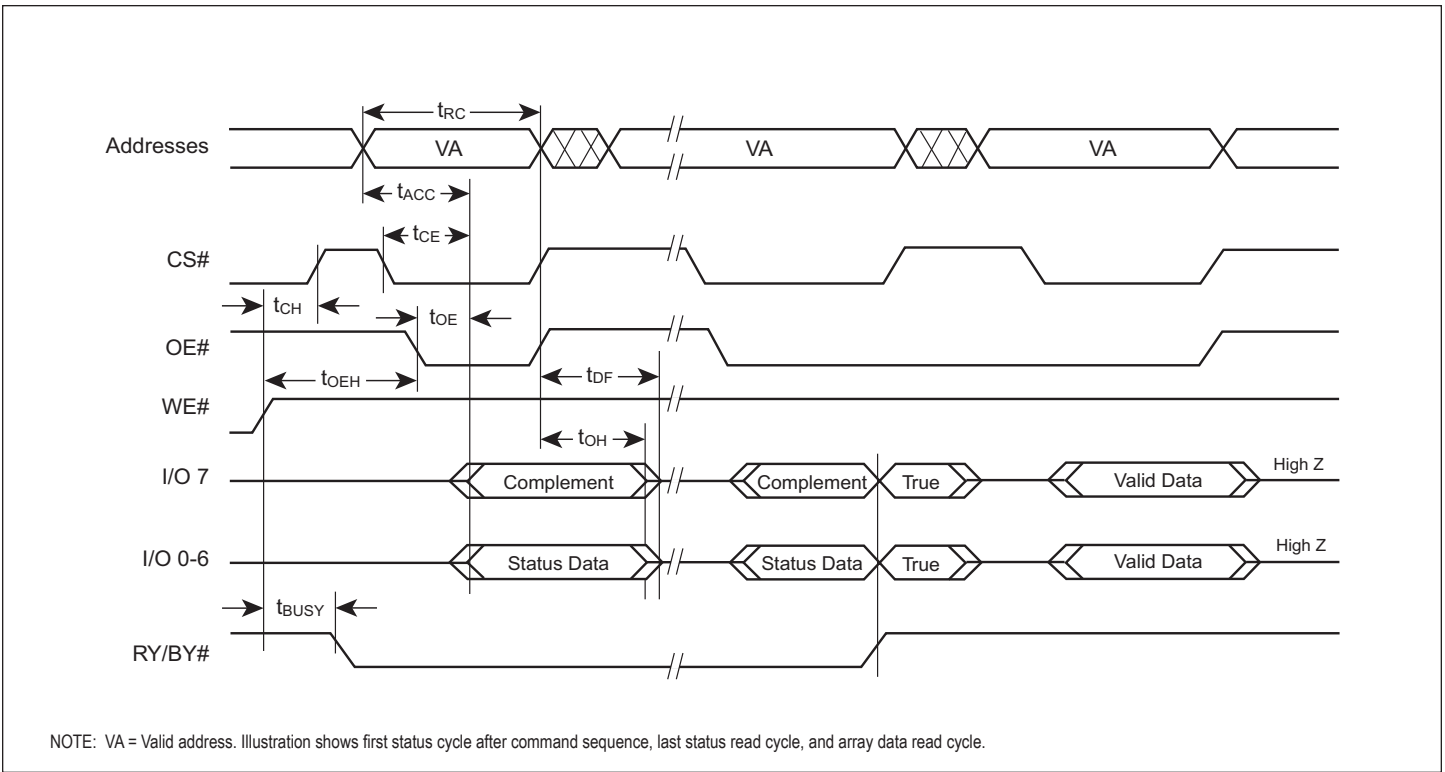 tRC
Addresses VA VA VA
tACC
tCE
CS#
tCH tOE
OE#
tOEH tDF
WE#
tOH
I/O 7 Complement Complement True Valid Data High Z
I/O 0-6 Status Data Status Data True Valid Data High Z
tBUSY
RY/BY#
NOTE: VA = Valid address. Illustration shows first status cycle after command sequence, last status read cycle, and array data read cycle.